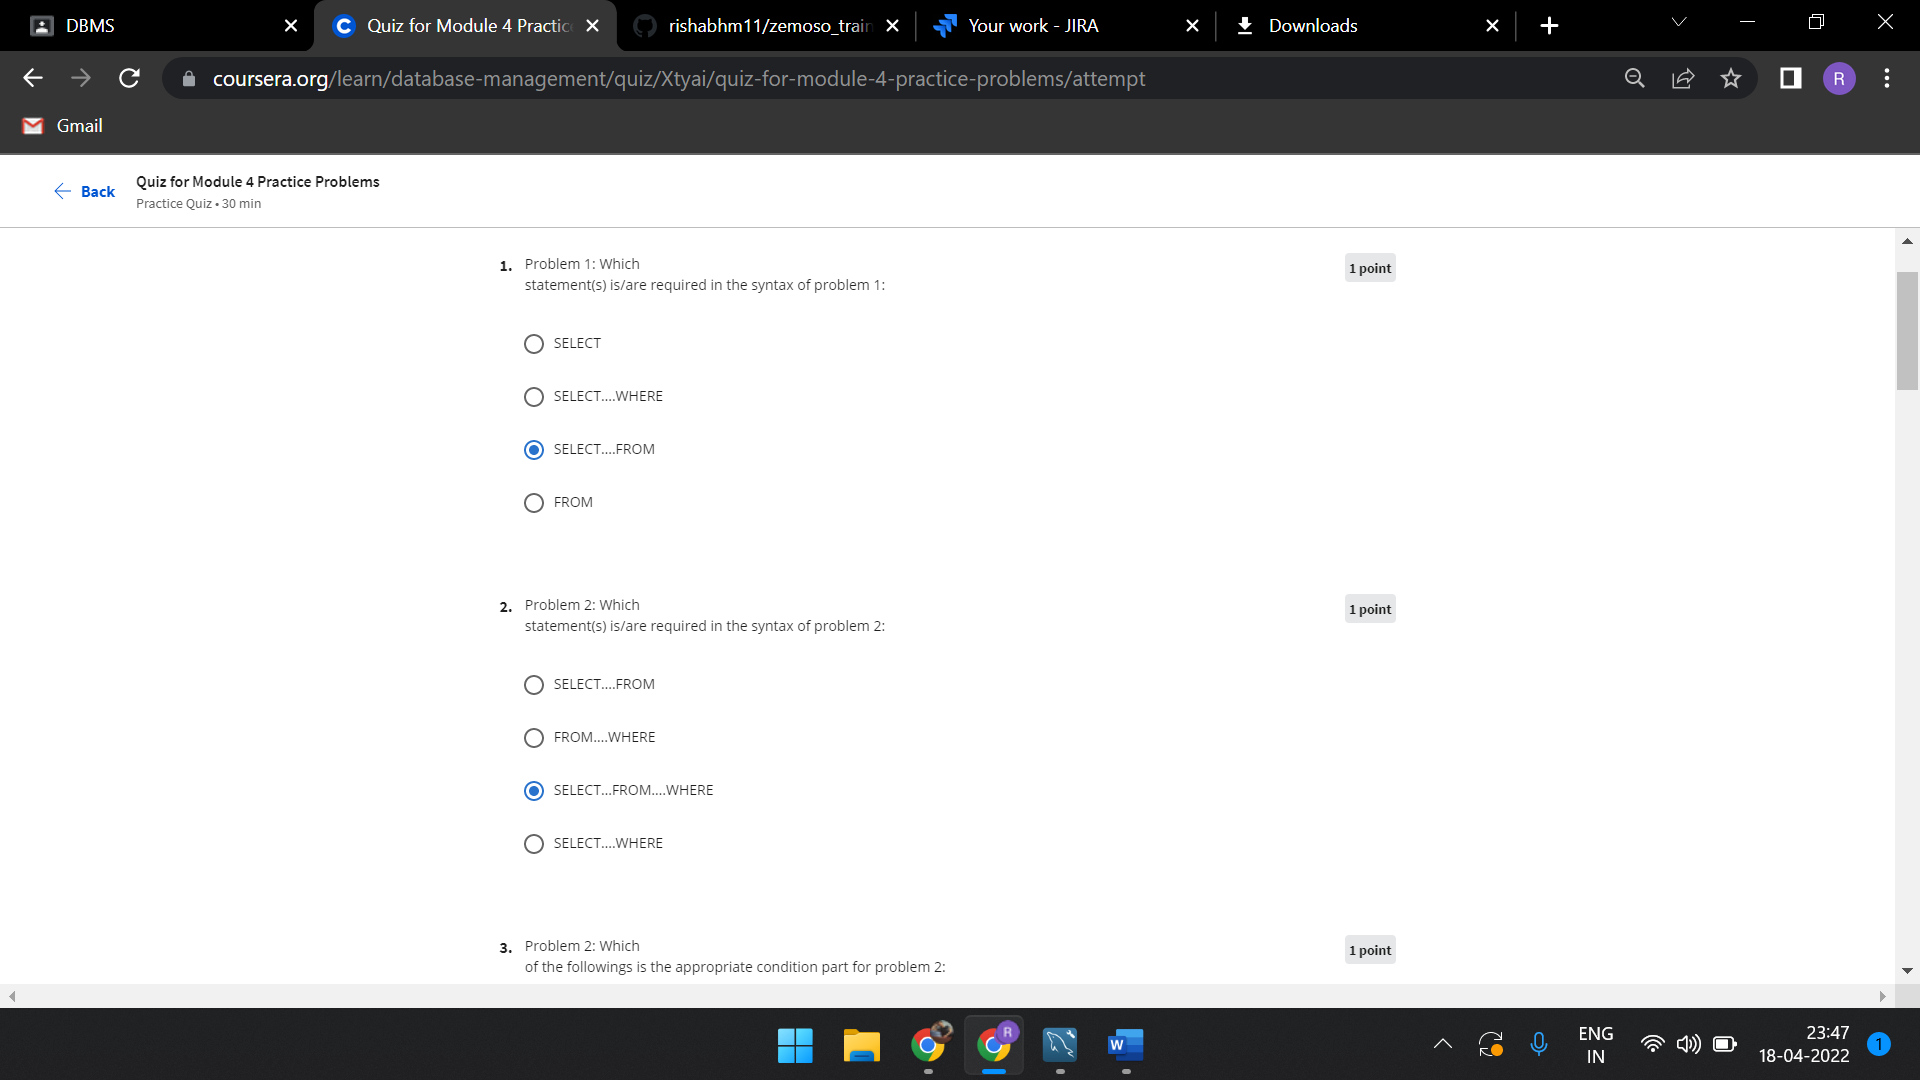 DBMS
Quiz for Module 4 Practic
rishabhm11/zemoso_train
Your work - JIRA
Downloads
coursera.org/learn/database-management/quiz/Xtyai/quiz-for-module-4-practice-problems/attempt
R
Gmail
Back
Quiz for Module 4 Practice Problems
Practice Quiz • 30 min
1. Problem 1: Which
statement(s) is/are required in the syntax of problem 1:
1 point
SELECT
SELECT....WHERE
SELECT....FROM
FROM
2. Problem 2: Which
statement(s) is/are required in the syntax of problem 2:
1 point
SELECT....FROM
FROM....WHERE
SELECT...FROM....WHERE
SELECT....WHERE
3. Problem 2: Which
of the followings is the appropriate condition part for problem 2:
1 point
R
W
ENG
IN
23:47
18-04-2022
1